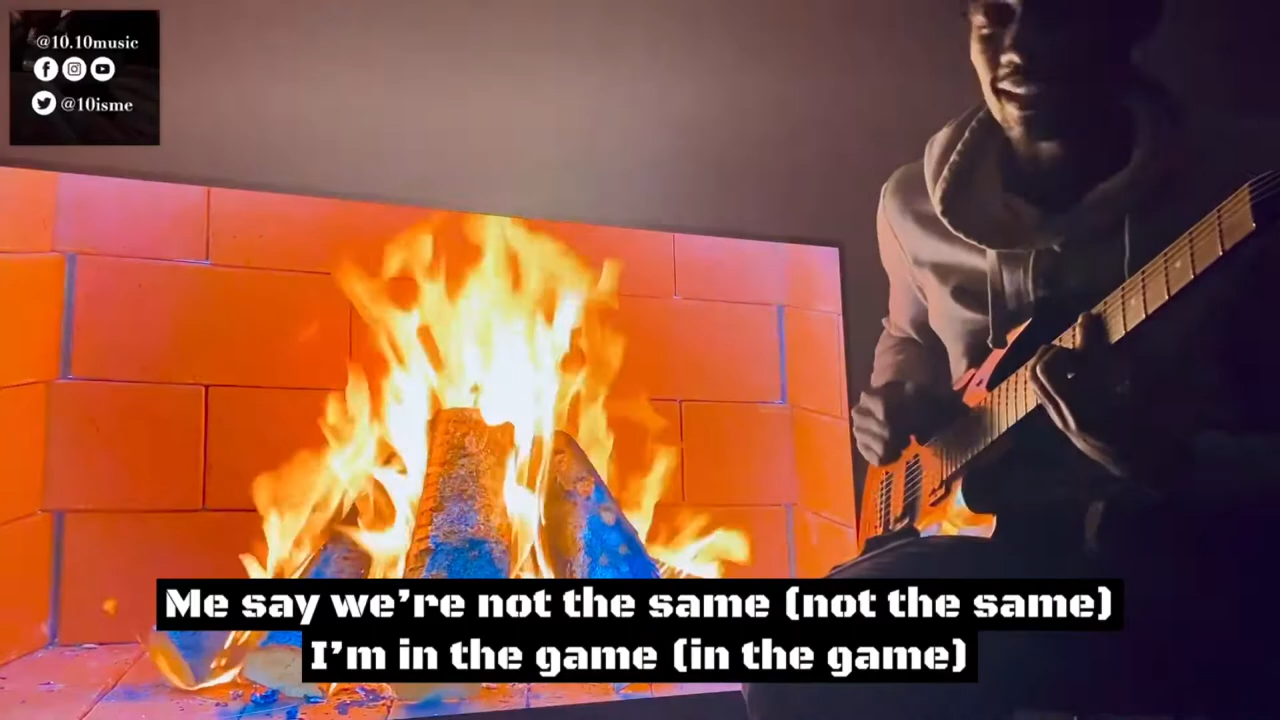 @10.10music
@10isme
Me say we're not the same (not the same)
I'm in the game (in the game)